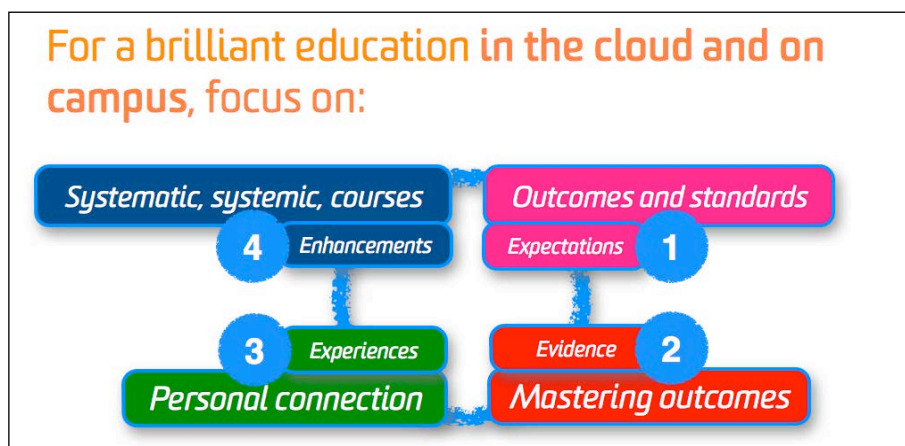 For a brilliant education in the cloud and on
campus, focus on:
Systematic, systemic, courses
Outcomes and standards
4
Enhancements
Expectations
1
3
Experiences
Evidence
2
Personal connection
Mastering outcomes